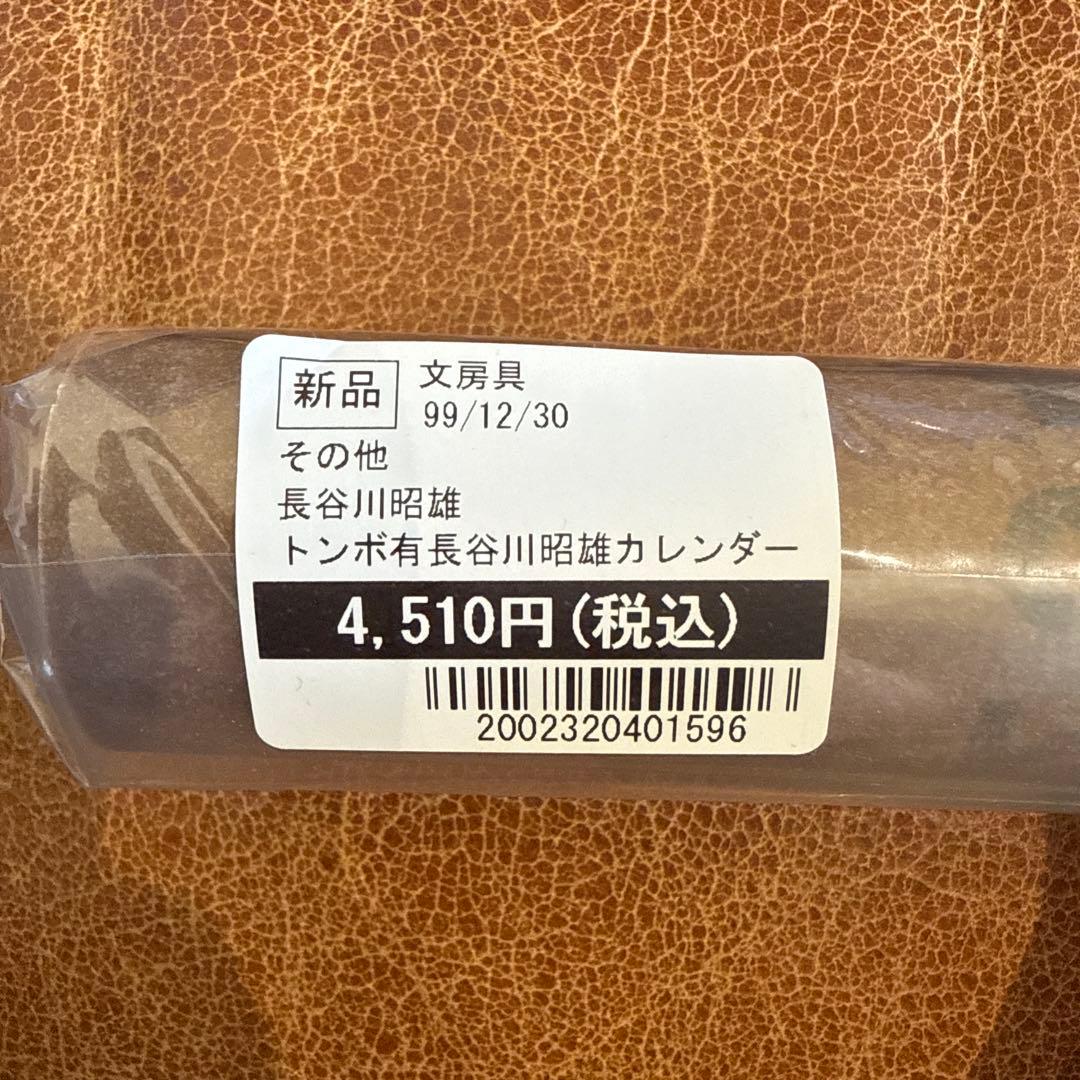 新品 文房具
99/12/30
その他
長谷川昭雄
トンボ有長谷川昭雄カレンダー
4,510円(税込)
2002320401596